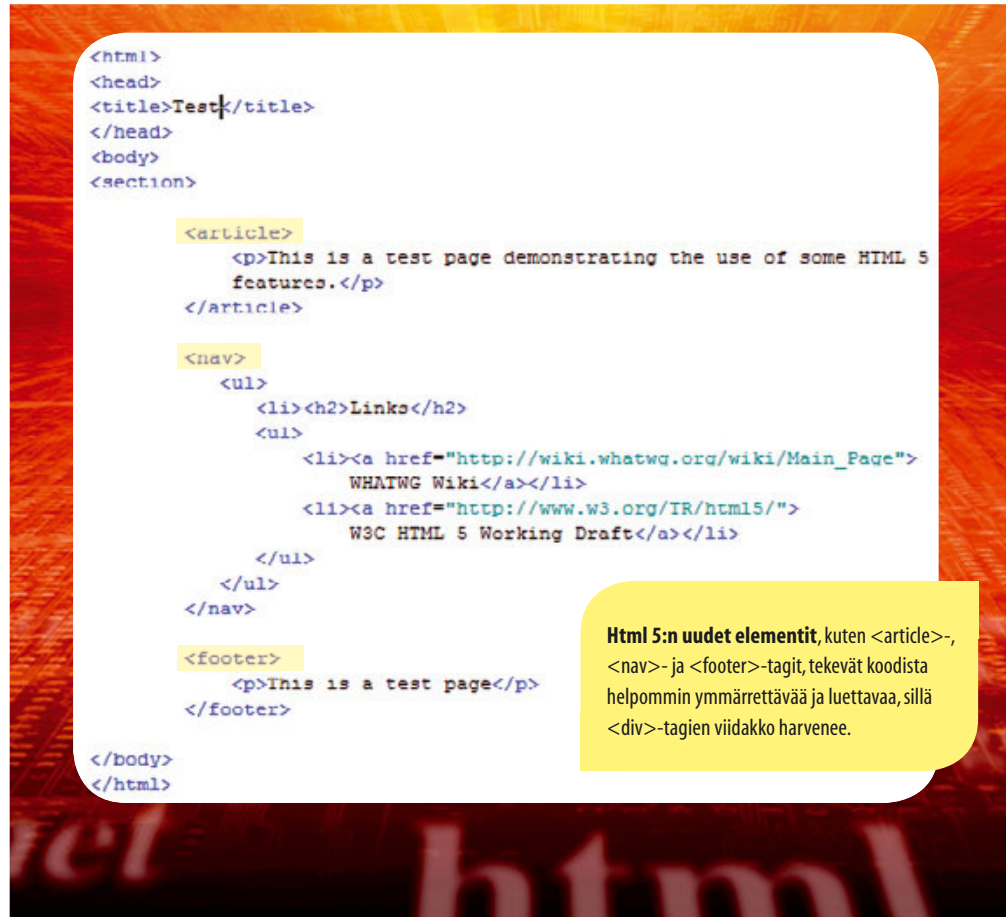 <html>
<head>
<title>Test</title>
</head>
<body>
<section>
<article>
<p>This is a test page demonstrating the use of some HTML 5
features.</p>
</article>
<nav>
<ul>
<li><h2>Links</h2>
<ul>
<li><a href="http://wiki.whatwg.org/wiki/Main_Page">
WHATWG Wiki</a></li>
<li><a href="http://www.w3.org/TR/html5/">
W3C HTML 5 Working Draft</a></li>
</ul>
</ul>
</nav>
<footer>
<p>This is a test page</p>
</footer>
</body>
</html>
Html 5:n uudet elementit, kuten <article>-,
<nav>- ja <footer>-tagit, tekevät koodista
helpommin ymmärrettävää ja luettavaa, sillä
<div>-tagien viidakko harvenee.
net html